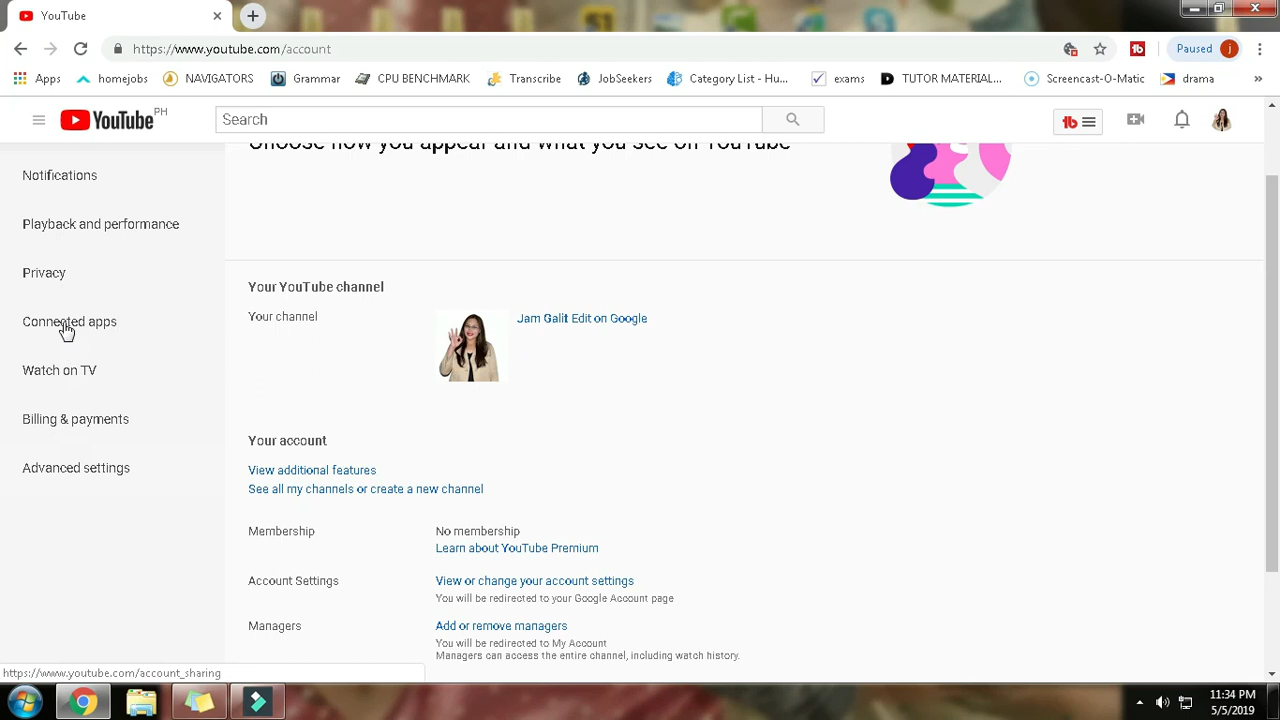 YouTube
https://www.youtube.com/account
Paused
j
Apps
homejobs
NAVIGATORS
Grammar
CPU BENCHMARK
Transcribe
JobSeekers
Category List - Hu...
exams
TUTOR MATERIAL...
Screencast-O-Matic
drama
»
YouTube PH
Search
Choose how you appear and what you see on YouTube
Notifications
Playback and performance
Privacy
Connected apps
Watch on TV
Billing & payments
Advanced settings
Your YouTube channel
Your channel
Jam Galit Edit on Google
Your account
View additional features
See all my channels or create a new channel
Membership
No membership
Learn about YouTube Premium
Account Settings
View or change your account settings
You will be redirected to your Google Account page
Managers
Add or remove managers
You will be redirected to My Account
Managers can access the entire channel, including watch history.
https://www.youtube.com/account_sharing
11:34 PM
5/5/2019